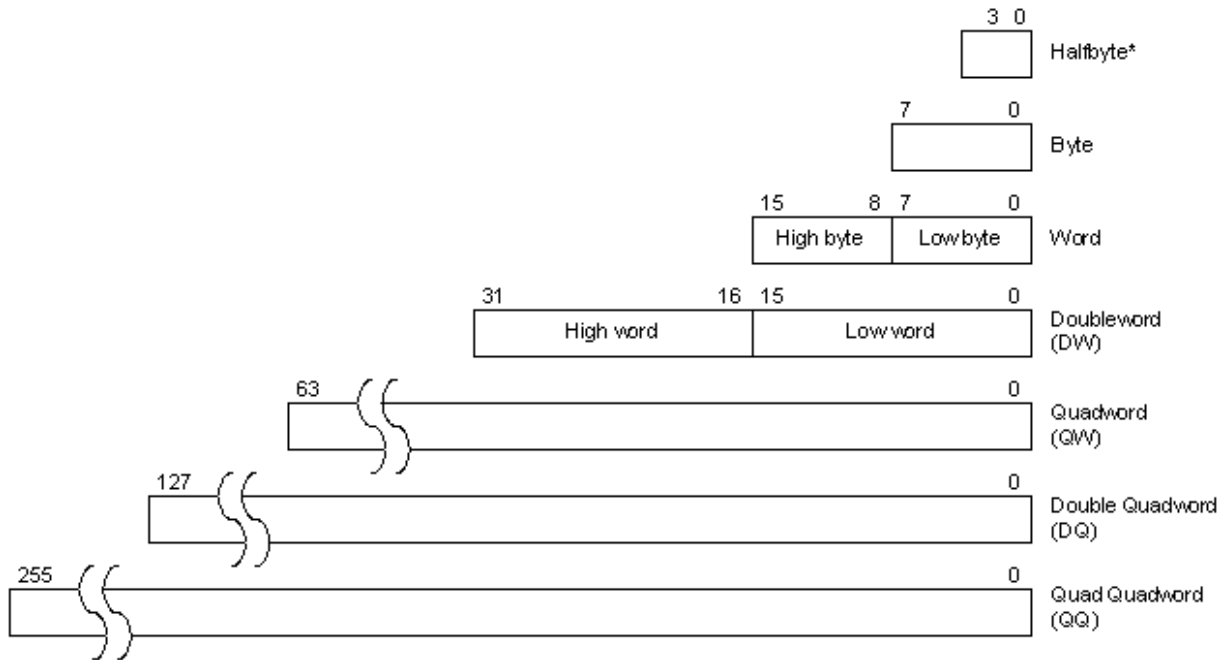 3 0
Halfbyte*
7 0
Byte
15 8 7 0
High byte Low byte Word
31 16 15 0
High word Low word Doubleword
(DW)
63 0
Quadword
(QW)
127 0
Double Quadword
(DQ)
255 0
Quad Quadword
(QQ)